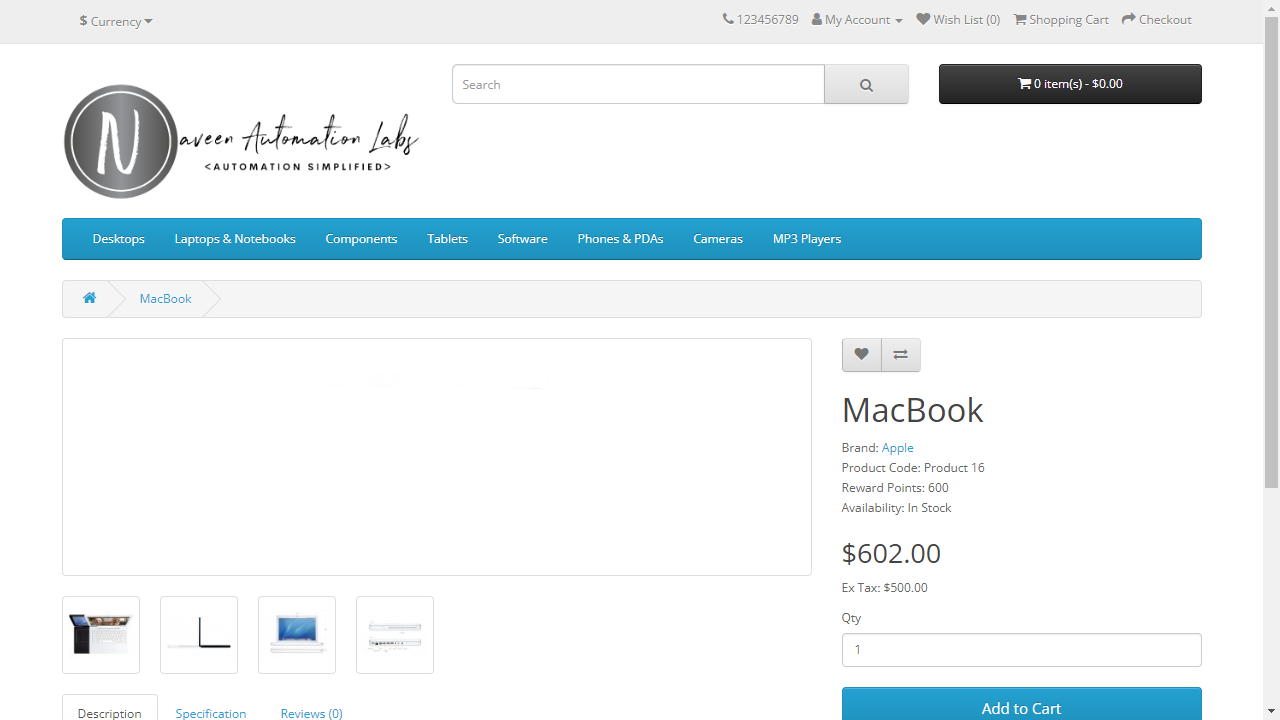 $ Currency
123456789 My Account Wish List (0) Shopping Cart Checkout
Search
0 item(s) - $0.00
N aveen Automation Labs
<AUTOMATION SIMPLIFIED>
Desktops Laptops & Notebooks Components Tablets Software Phones & PDAs Cameras MP3 Players
MacBook
MacBook
Brand: Apple
Product Code: Product 16
Reward Points: 600
Availability: In Stock
$602.00
Ex Tax: $500.00
Qty
1
Add to Cart
Description Specification Reviews (0)